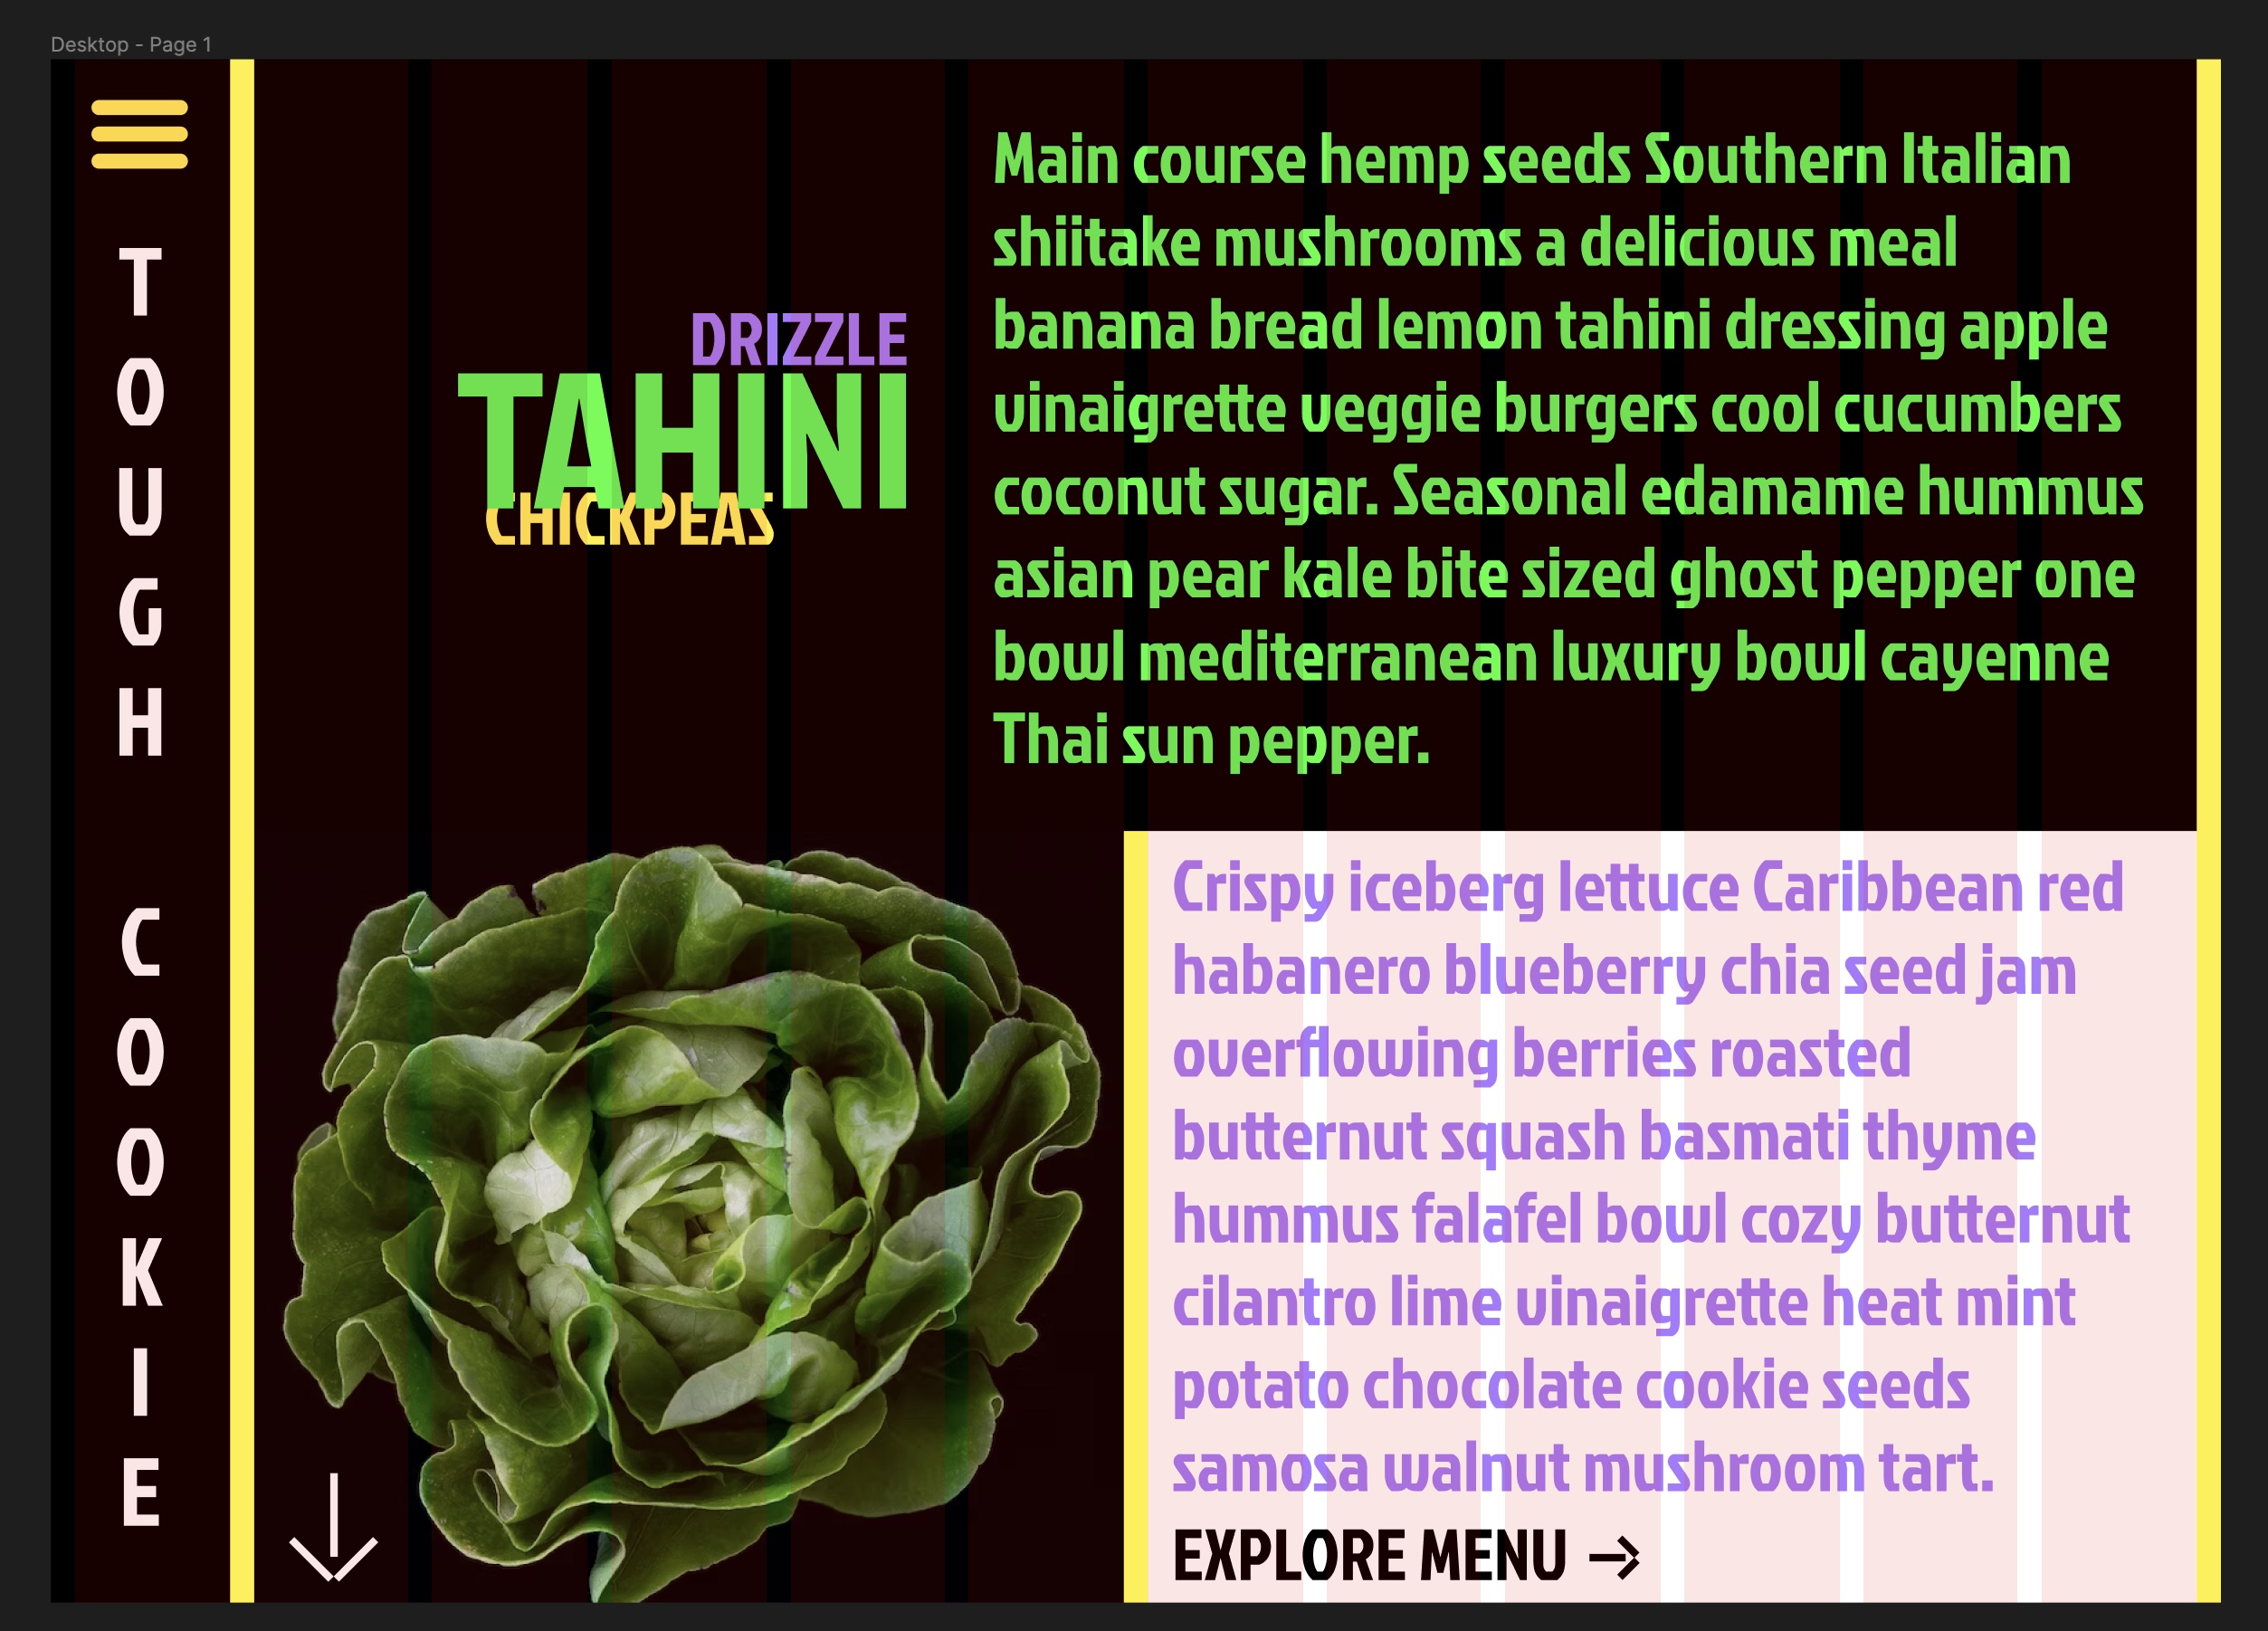 Desktop - Page 1
TOUGH COOKIE
DRIZZLE
TAHINI
CHICKPEAS
Main course hemp seeds Southern Italian
shiitake mushrooms a delicious meal
banana bread lemon tahini dressing apple
vinaigrette veggie burgers cool cucumbers
coconut sugar. Seasonal edamame hummus
asian pear kale bite sized ghost pepper one
bowl mediterranean luxury bowl cayenne
Thai sun pepper.
Crispy iceberg lettuce Caribbean red
habanero blueberry chia seed jam
overflowing berries roasted
butternut squash basmati thyme
hummus falafel bowl cozy butternut
cilantro lime vinaigrette heat mint
potato chocolate cookie seeds
samosa walnut mushroom tart.
EXPLORE MENU →